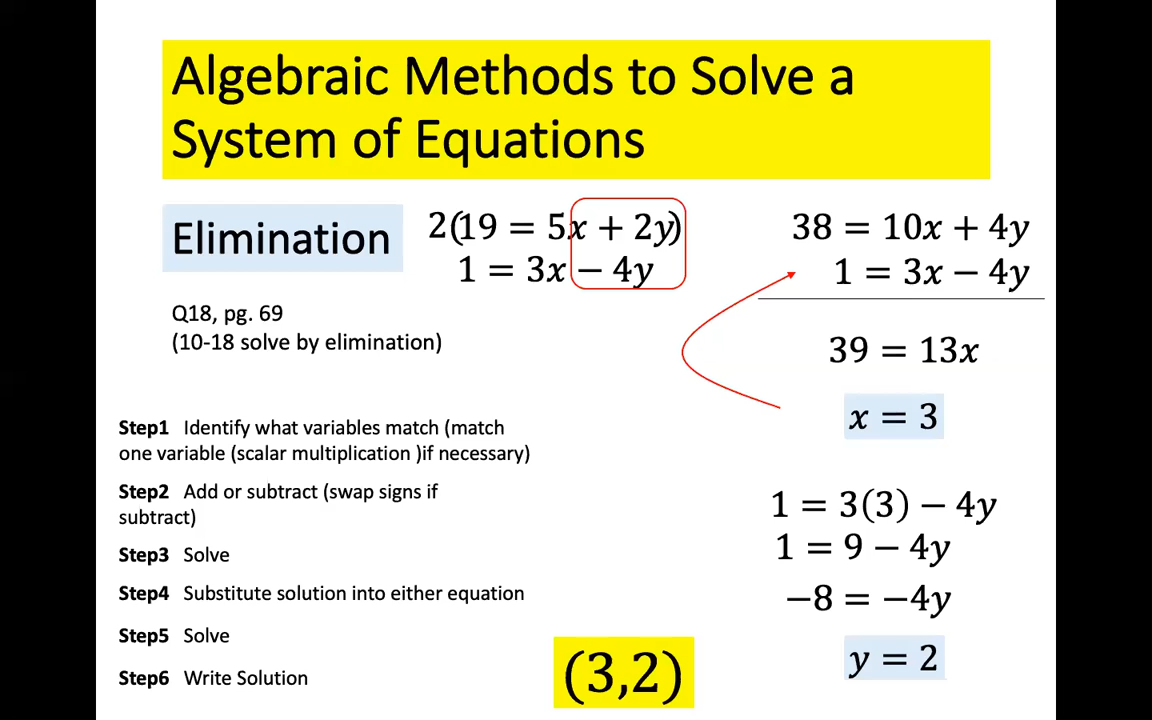 Algebraic Methods to Solve a
System of Equations
Elimination
2(19 = 5x + 2y)
1 = 3x − 4y
Q18, pg. 69
(10-18 solve by elimination)
Step1 Identify what variables match (match
one variable (scalar multiplication )if necessary)
Step2 Add or subtract (swap signs if
subtract)
Step3 Solve
Step4 Substitute solution into either equation
Step5 Solve
Step6 Write Solution
38 = 10x + 4y
1 = 3x − 4y
39 = 13x
x = 3
1 = 3(3) − 4y
1 = 9 − 4y
−8 = −4y
y = 2
(3,2)